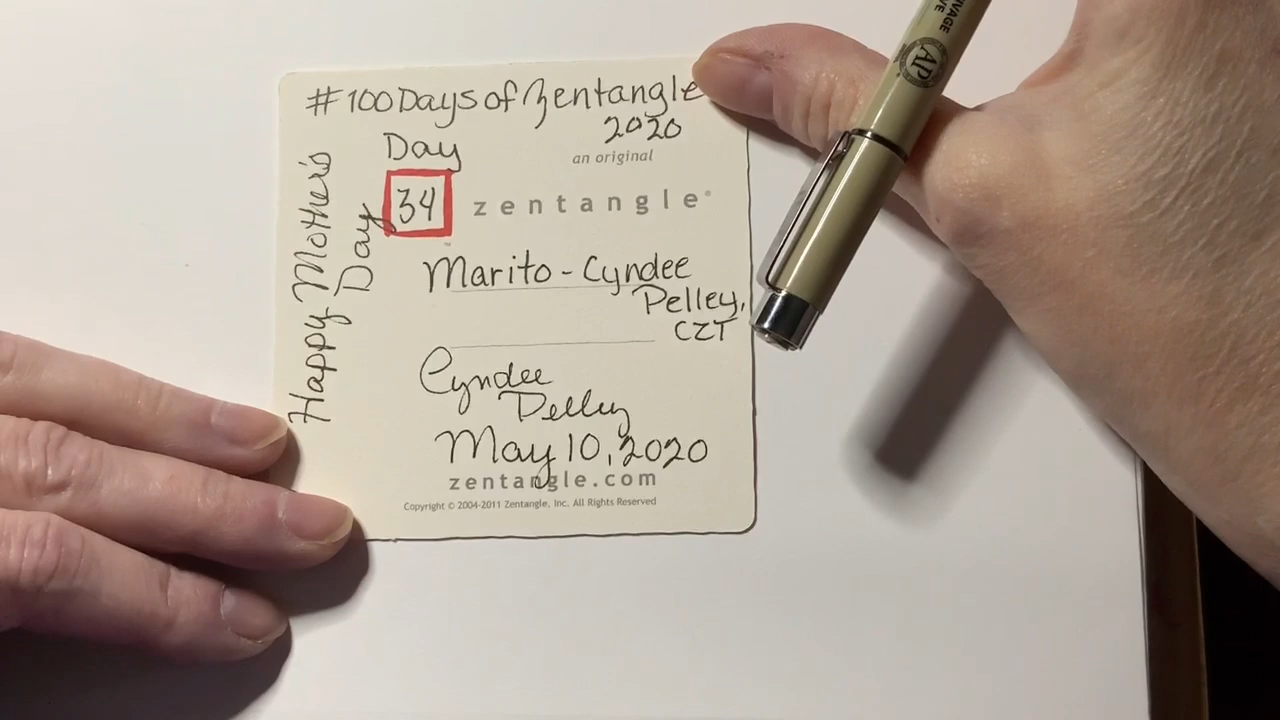 #100DaysofZentangle
2020
an original
Day
34
zentangle®
Happy Mother's
Day
Marito - Cyndee
Pelley,
CZT
Cyndee
Pelley
May 10, 2020
zentangle.com
Copyright © 2004-2011 Zentangle, Inc. All Rights Reserved
AP